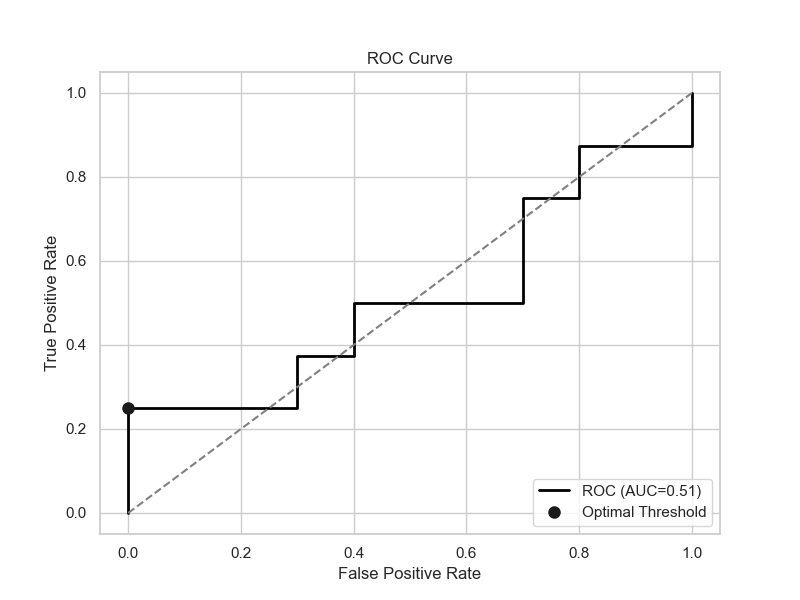 ROC Curve
True Positive Rate
1.0
0.8
0.6
0.4
0.2
0.0
0.0 0.2 0.4 0.6 0.8 1.0
False Positive Rate
ROC (AUC=0.51)
Optimal Threshold